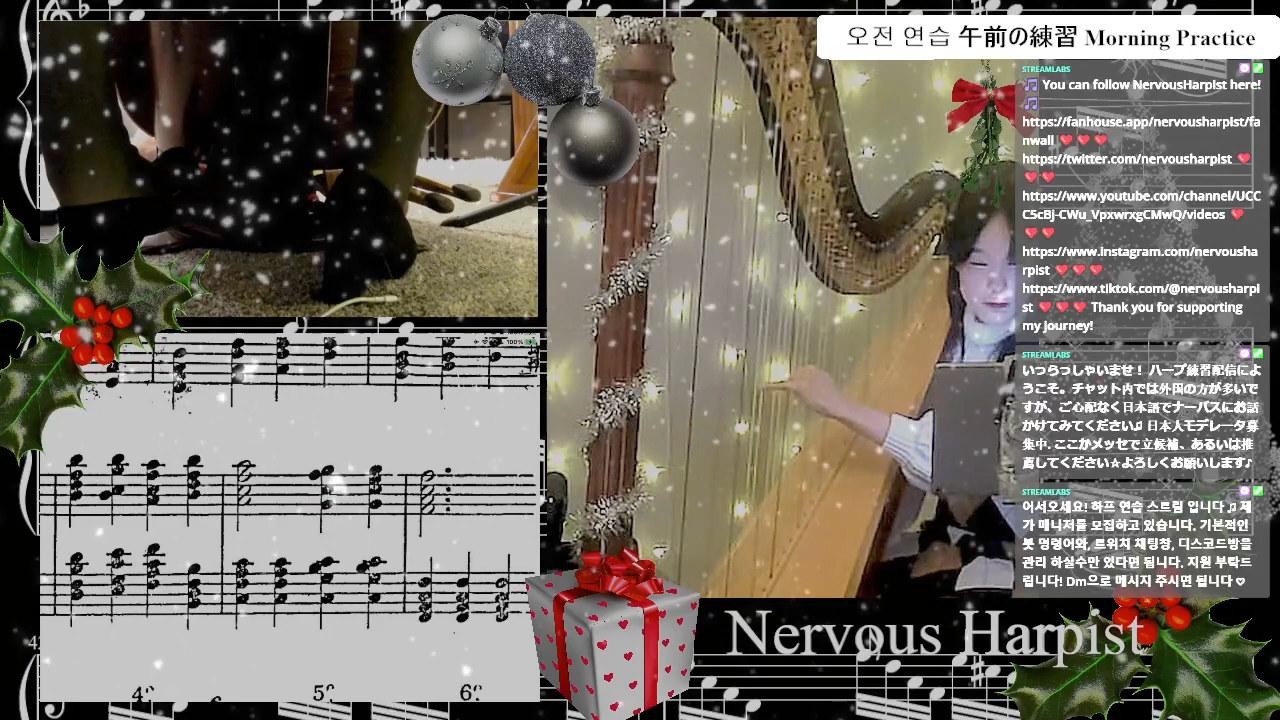 오전 연습 午前の練習 Morning Practice
STREAMLABS
🎵 You can follow NervousHarpist here!
🎵
https://fanhouse.app/nervousharpist/fa
nwall ❤️ ❤️ ❤️
https://twitter.com/nervousharpist ❤️
❤️ ❤️
https://www.youtube.com/channel/UCC
C5cBj-CWu_VpxwrxgCMwQ/videos ❤️
❤️ ❤️
https://www.instagram.com/nervousha
rpist ❤️ ❤️ ❤️
https://www.tiktok.com/@nervousharpi
st ❤️ ❤️ ❤️ Thank you for supporting
my journey!
STREAMLABS
いっらっしゃいませ！ ハープ練習配信によ
うこそ。チャット内では外国の方が多いで
すが、ご心配なく日本語でナーバスにお話
かけてみてください♫ 日本人モデレータ募
集中. ここかメッセで立候補、あるいは推
薦してください☆よろしくお願いします♪
STREAMLABS
어서오세요! 하프 연습 스트림 입니다 ♫ 제
가 매니저를 모집하고 있습니다. 기본적인
봇 명령어와, 트위치 채팅창, 디스코드방을
관리 하실수만 있다면 됩니다. 지원 부탁드
립니다! Dm으로 메시지 주시면 됩니다 ♡
100%
Nervous Harpist